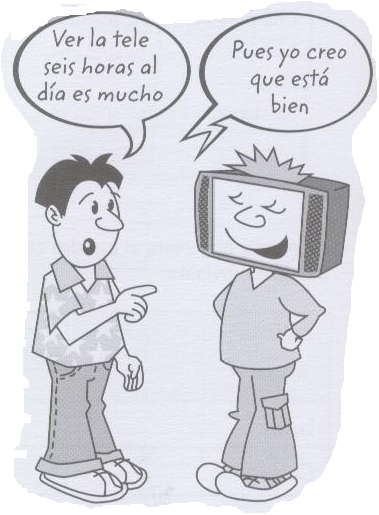 Ver la tele
seis horas al
día es mucho
Pues yo creo
que está
bien